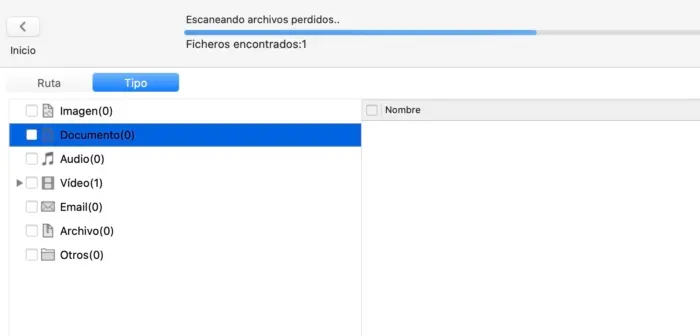 Escaneando archivos perdidos..
Inicio
Ficheros encontrados:1
Ruta
Tipo
Imagen(0)
Nombre
Documento(0)
Audio(0)
Vídeo(1)
Email(0)
Archivo(0)
Otros(0)